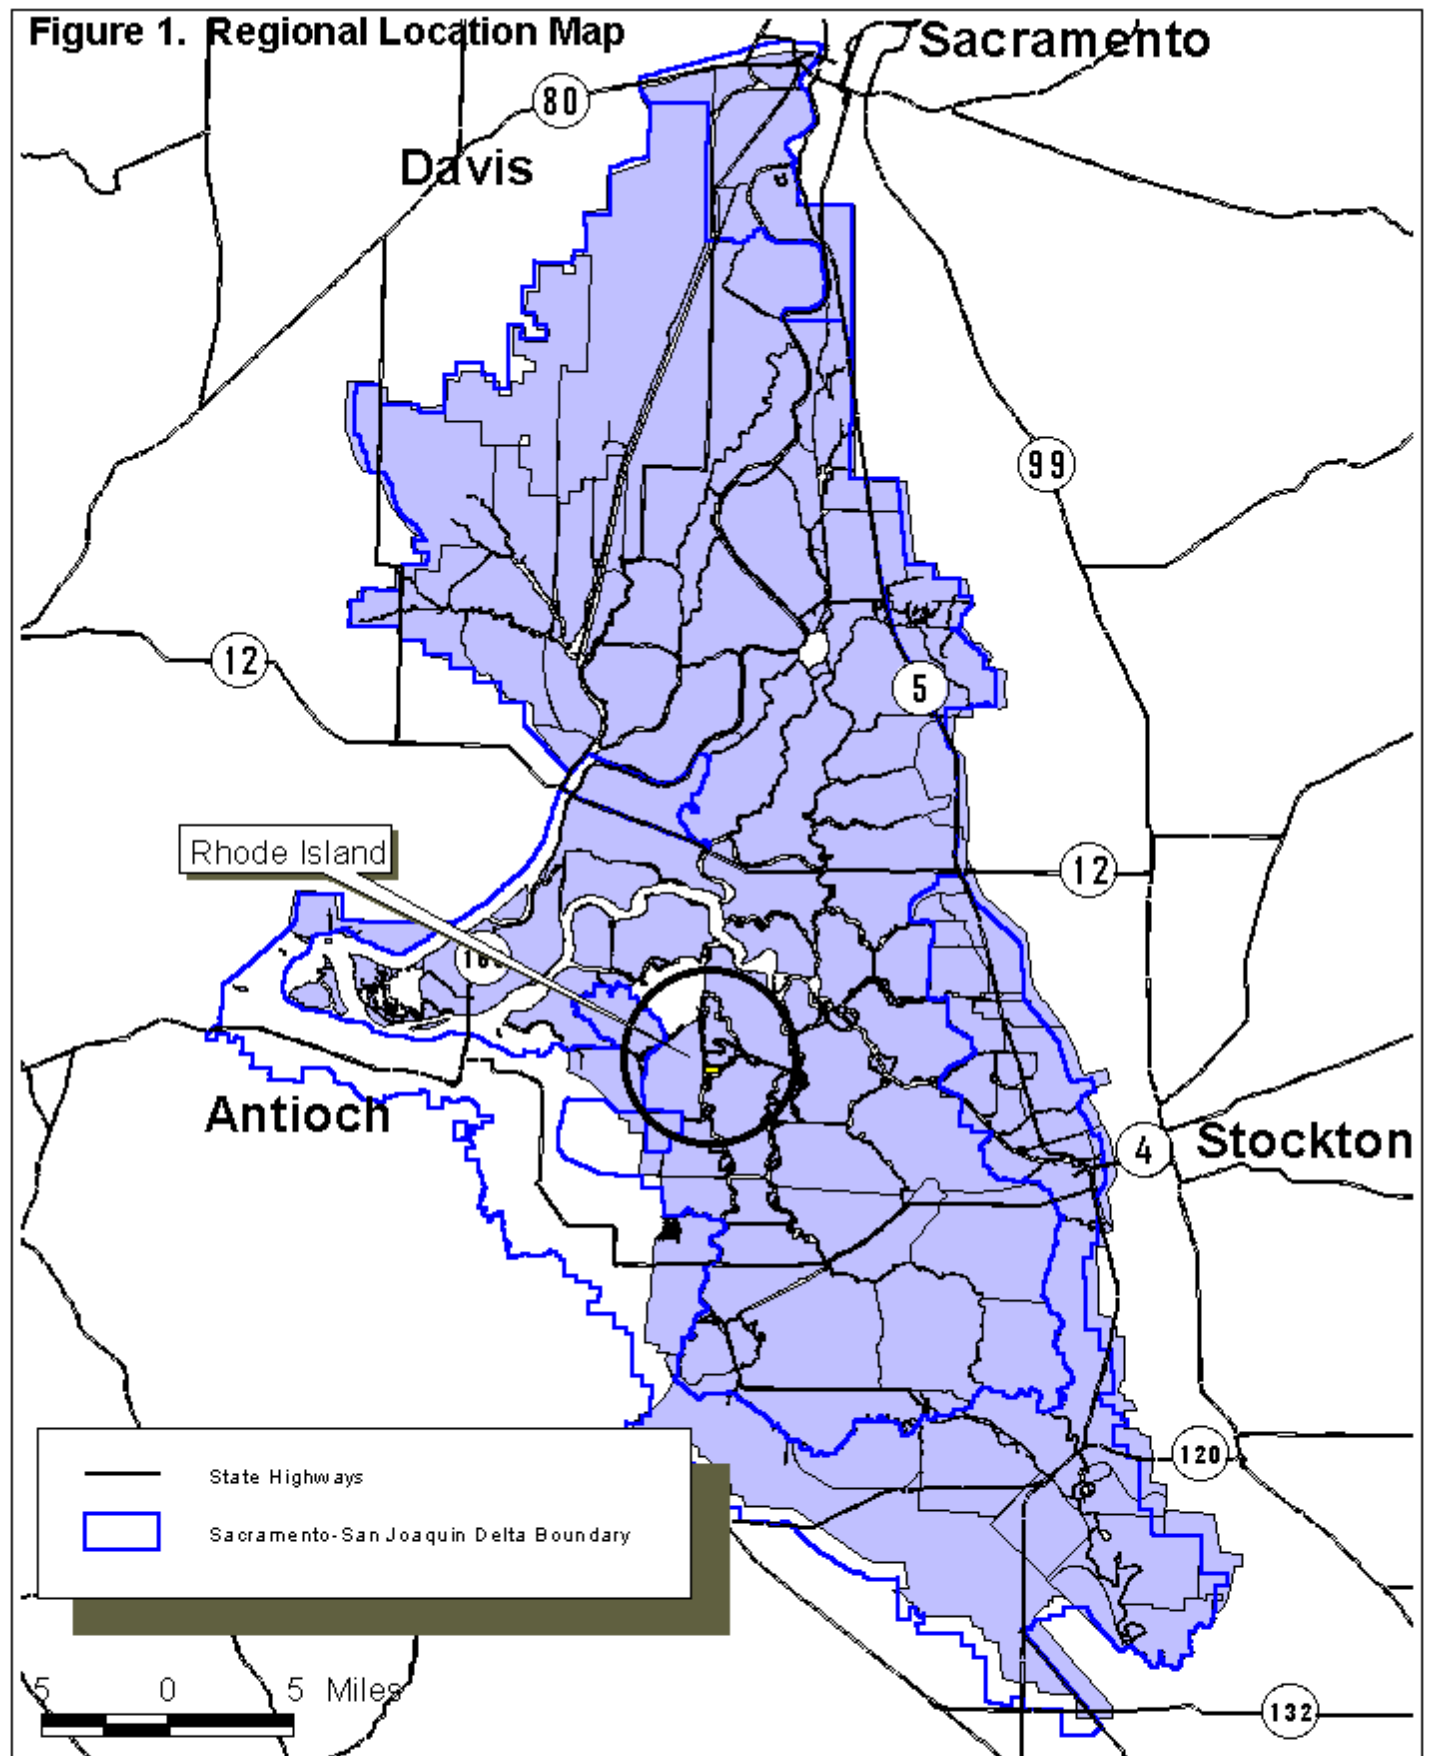 Figure 1. Regional Location Map
Sacramento
80
Davis
99
12
5
Rhode Island
12
Antioch
4
Stockton
120
State Highways
Sacramento-San Joaquin Delta Boundary
5 0 5 Miles
132